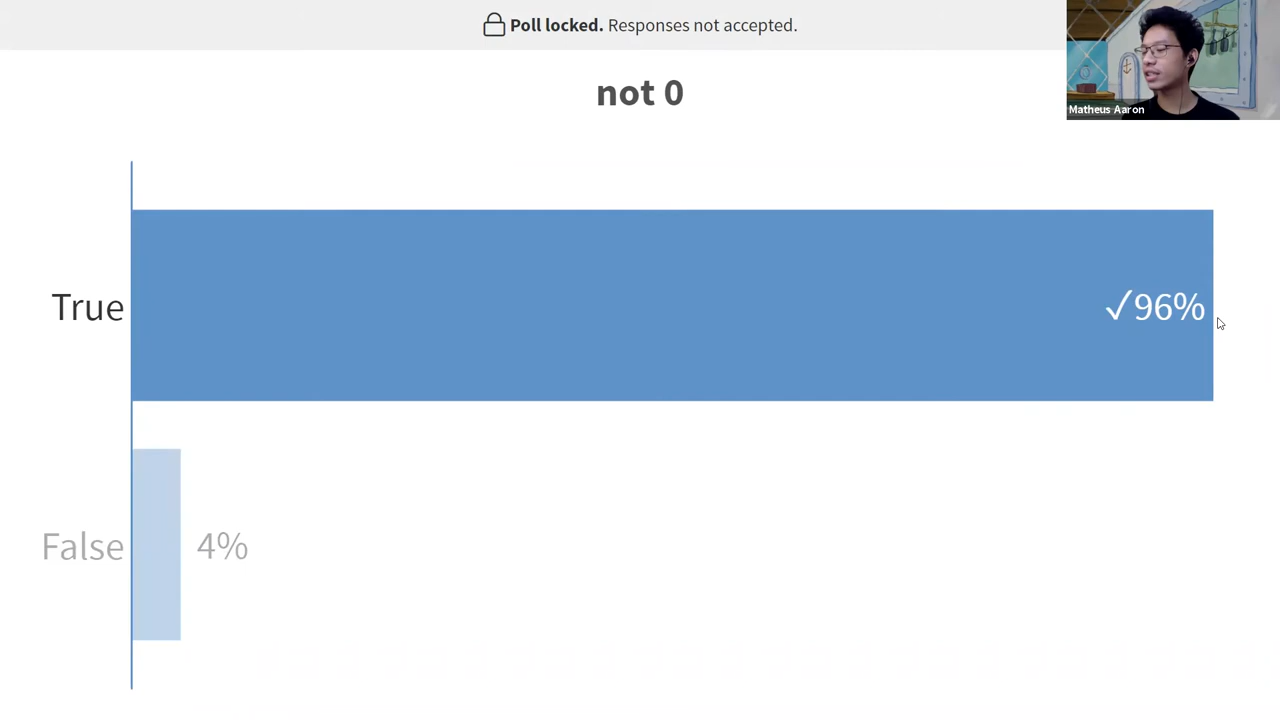 Poll locked. Responses not accepted.
not 0
Matheus Aaron
True
✓96%
False
4%